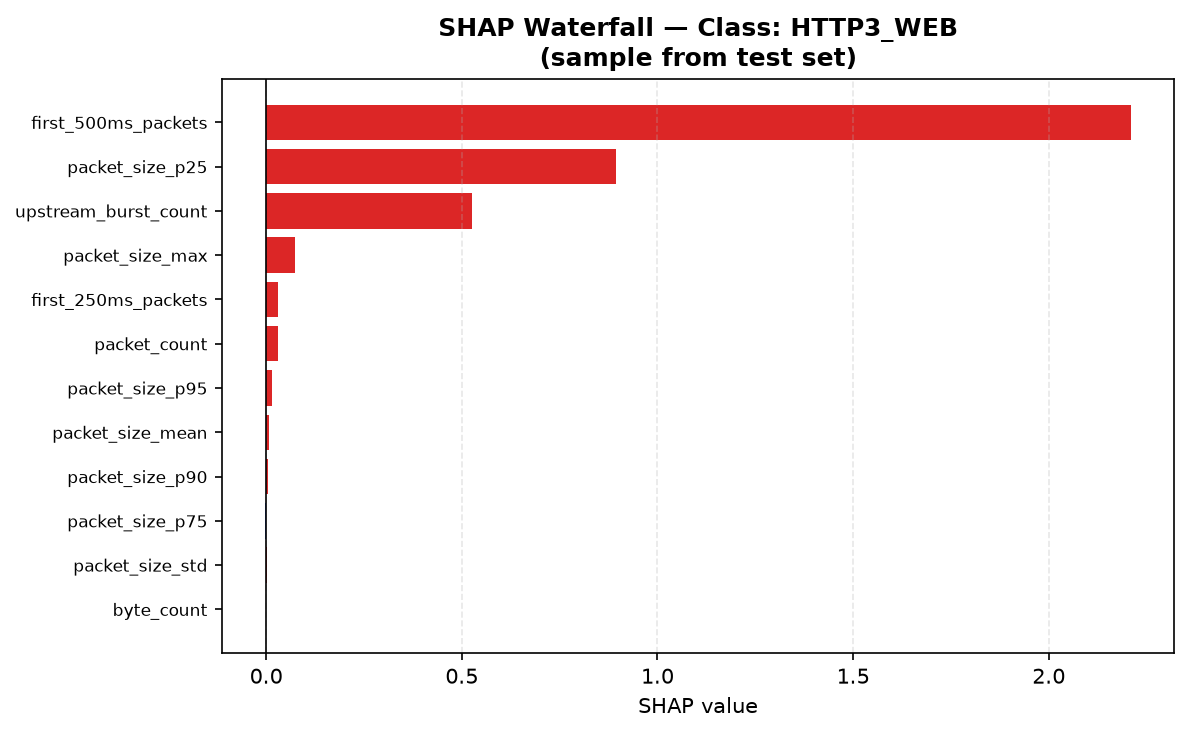 SHAP Waterfall — Class: HTTP3_WEB
(sample from test set)
first_500ms_packets
packet_size_p25
upstream_burst_count
packet_size_max
first_250ms_packets
packet_count
packet_size_p95
packet_size_mean
packet_size_p90
packet_size_p75
packet_size_std
byte_count
0.0 0.5 1.0 1.5 2.0
SHAP value